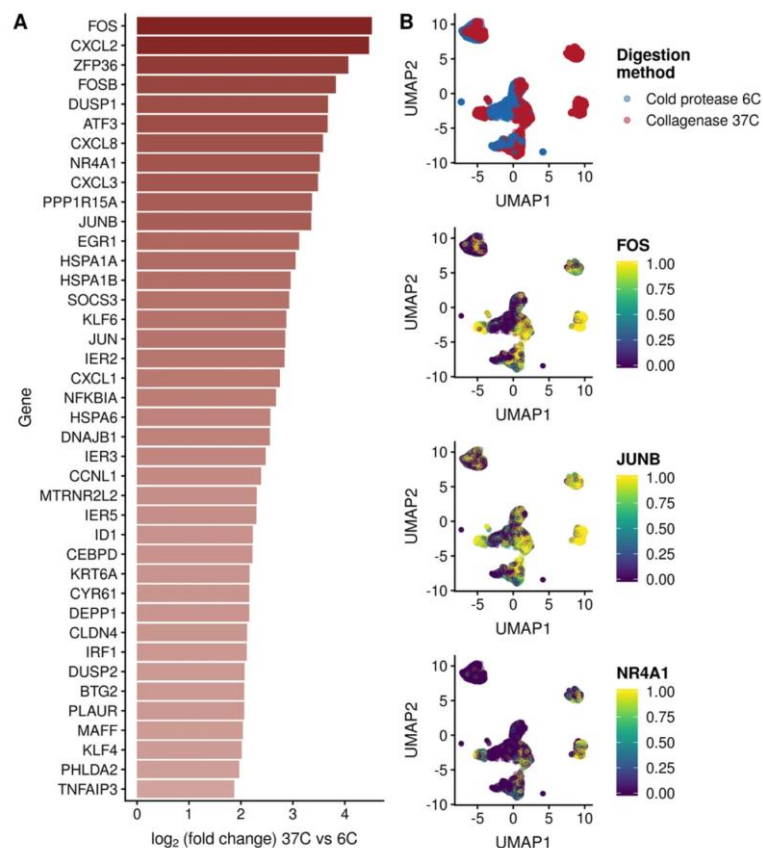 A
FOS
CXCL2
ZFP36
FOSB
DUSP1
ATF3
CXCL8
NR4A1
CXCL3
PPP1R15A
JUNB
EGR1
HSPA1A
HSPA1B
SOCS3
KLF6
JUN
IER2
CXCL1
NFKBIA
HSPA6
DNAJB1
IER3
CCNL1
MTRNR2L2
IER5
ID1
CEBPD
KRT6A
CYR61
DEPP1
CLDN4
IRF1
DUSP2
BTG2
PLAUR
MAFF
KLF4
PHLDA2
TNFAIP3
Gene
0 1 2 3 4
log₂ (fold change) 37C vs 6C
B
10
5
0
-5
-10
UMAP2
-5 0 5 10
UMAP1
Digestion
method
Cold protease 6C
Collagenase 37C
10
5
0
-5
-10
UMAP2
-5 0 5 10
UMAP1
FOS
1.00
0.75
0.50
0.25
0.00
10
5
0
-5
-10
UMAP2
-5 0 5 10
UMAP1
JUNB
1.00
0.75
0.50
0.25
0.00
10
5
0
-5
-10
UMAP2
-5 0 5 10
UMAP1
NR4A1
1.00
0.75
0.50
0.25
0.00